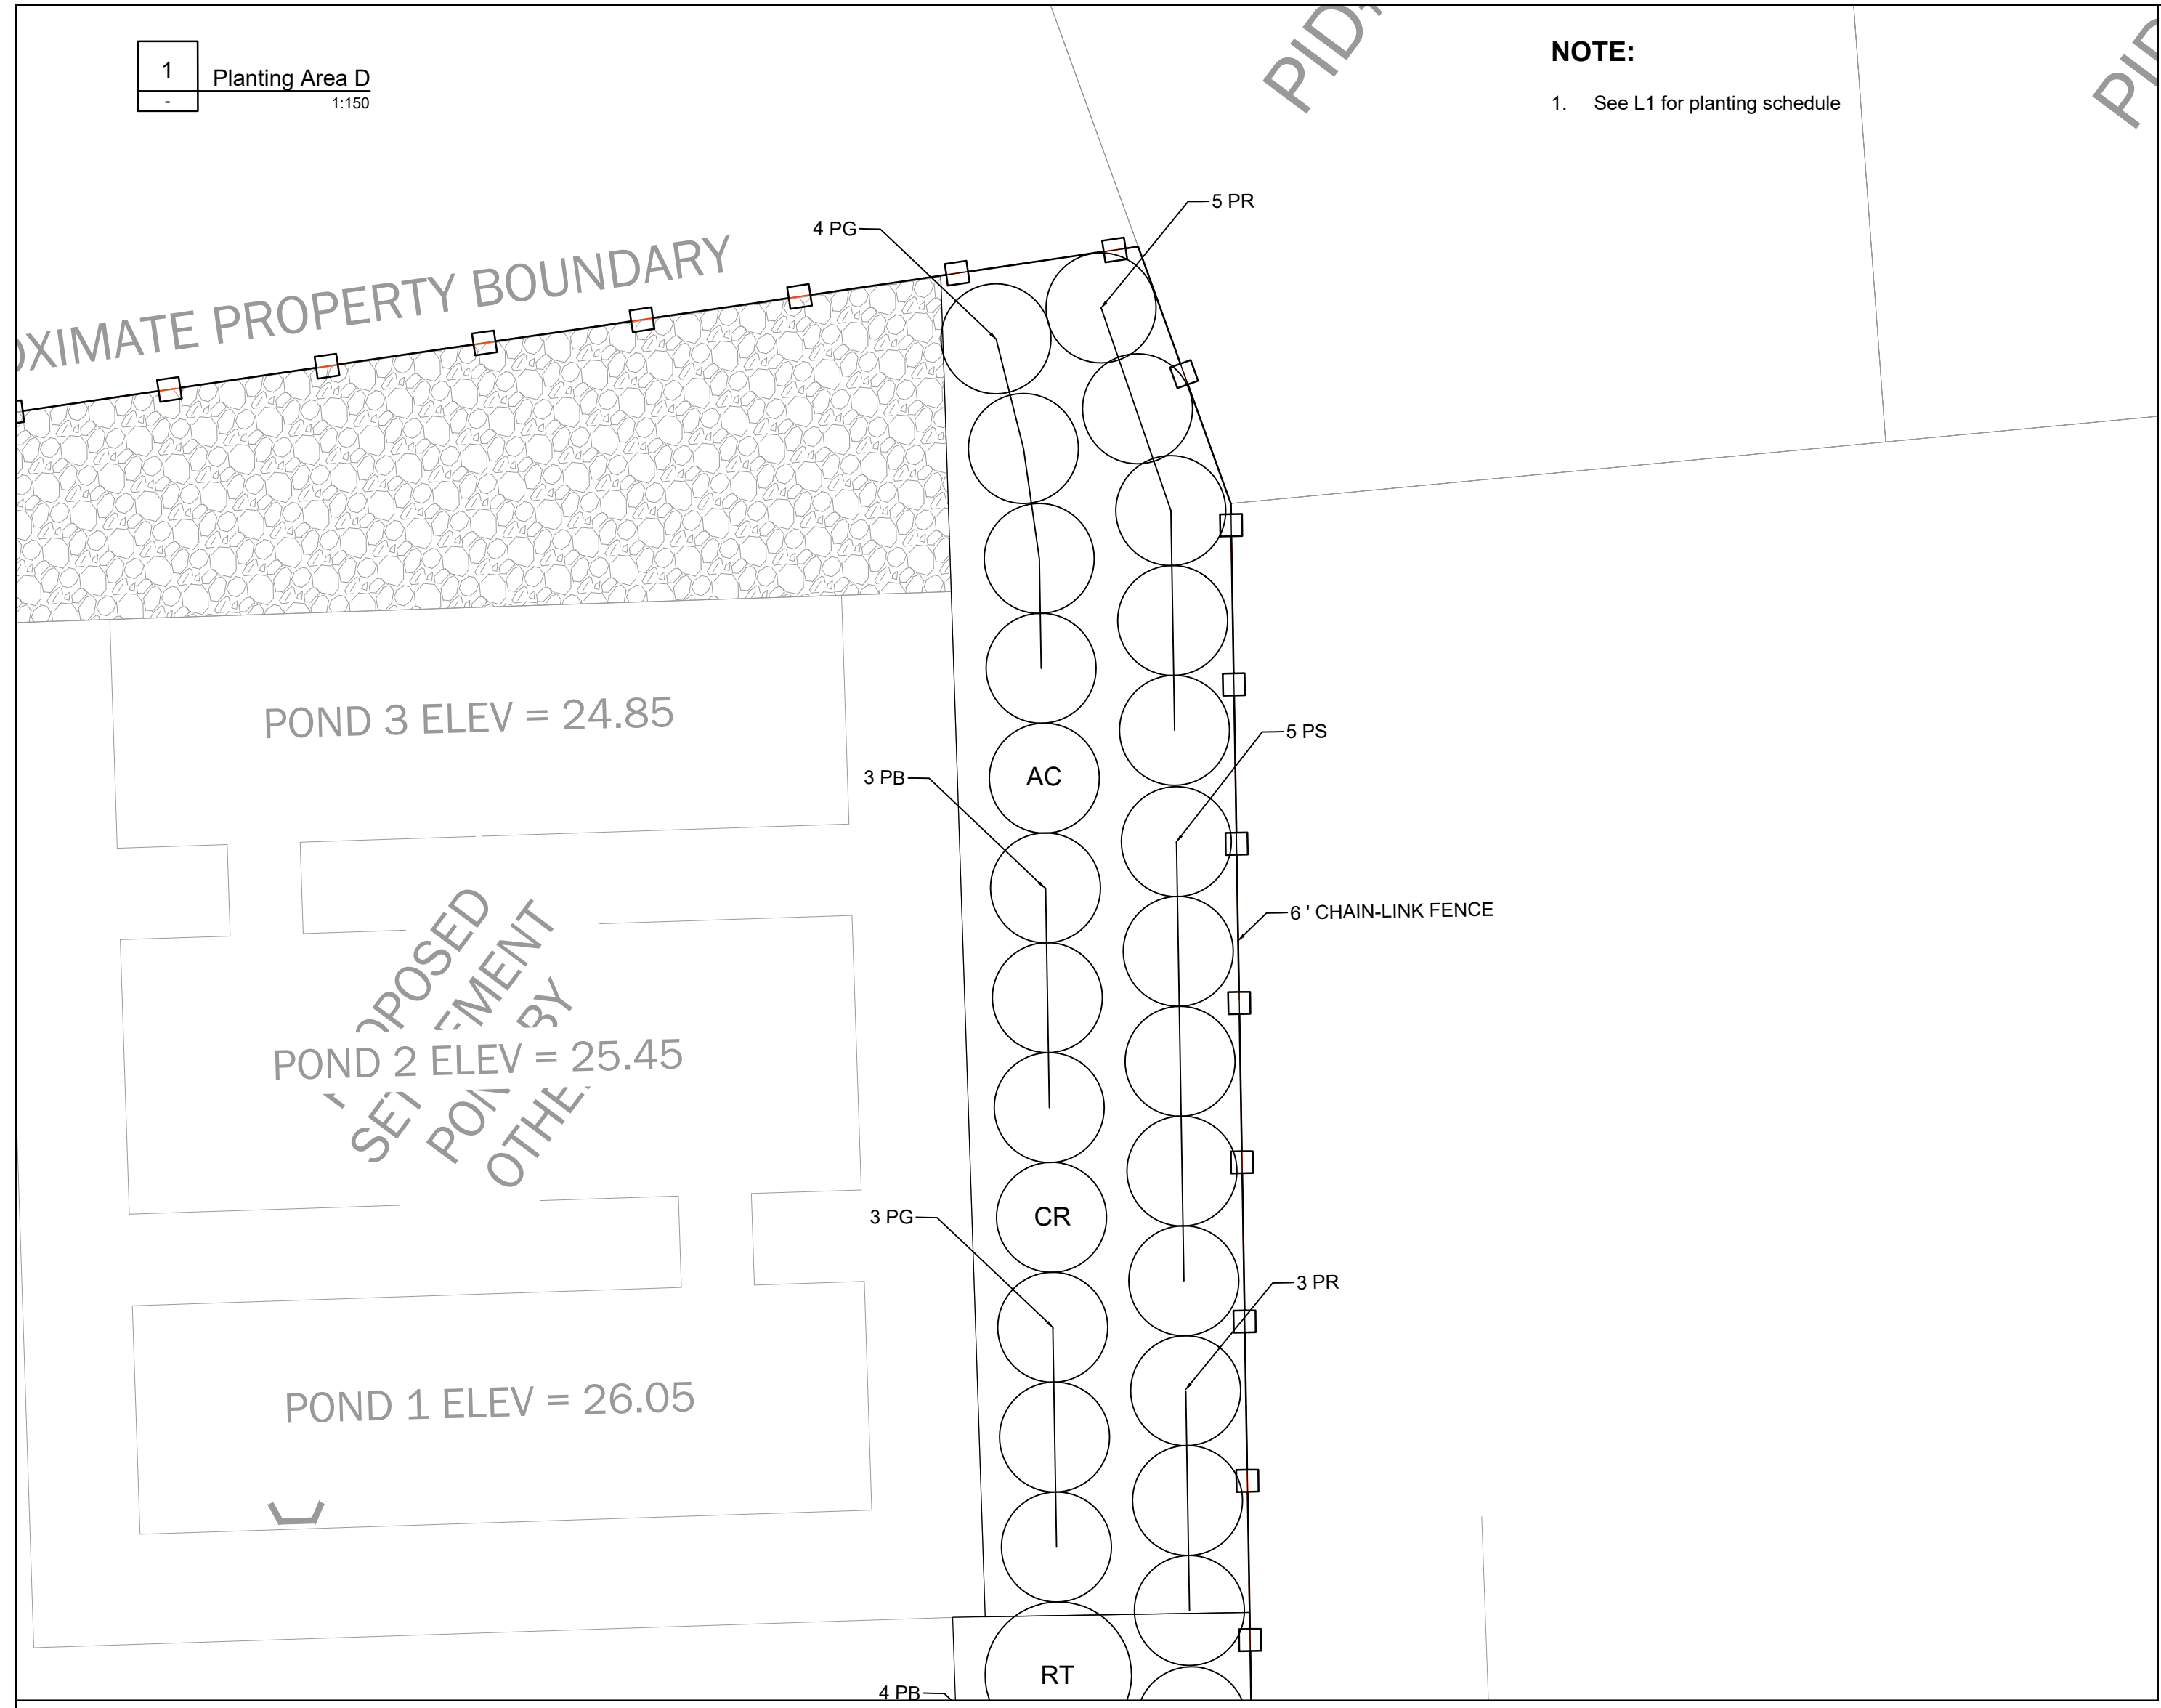 1
Planting Area D
-
1:150
NOTE:
1. See L1 for planting schedule
5 PR
4 PG
OXIMATE PROPERTY BOUNDARY
POND 3 ELEV = 24.85
5 PS
AC
3 PB
6 ' CHAIN-LINK FENCE
POND 2 ELEV = 25.45
CR
3 PG
3 PR
POND 1 ELEV = 26.05
RT
4 PB